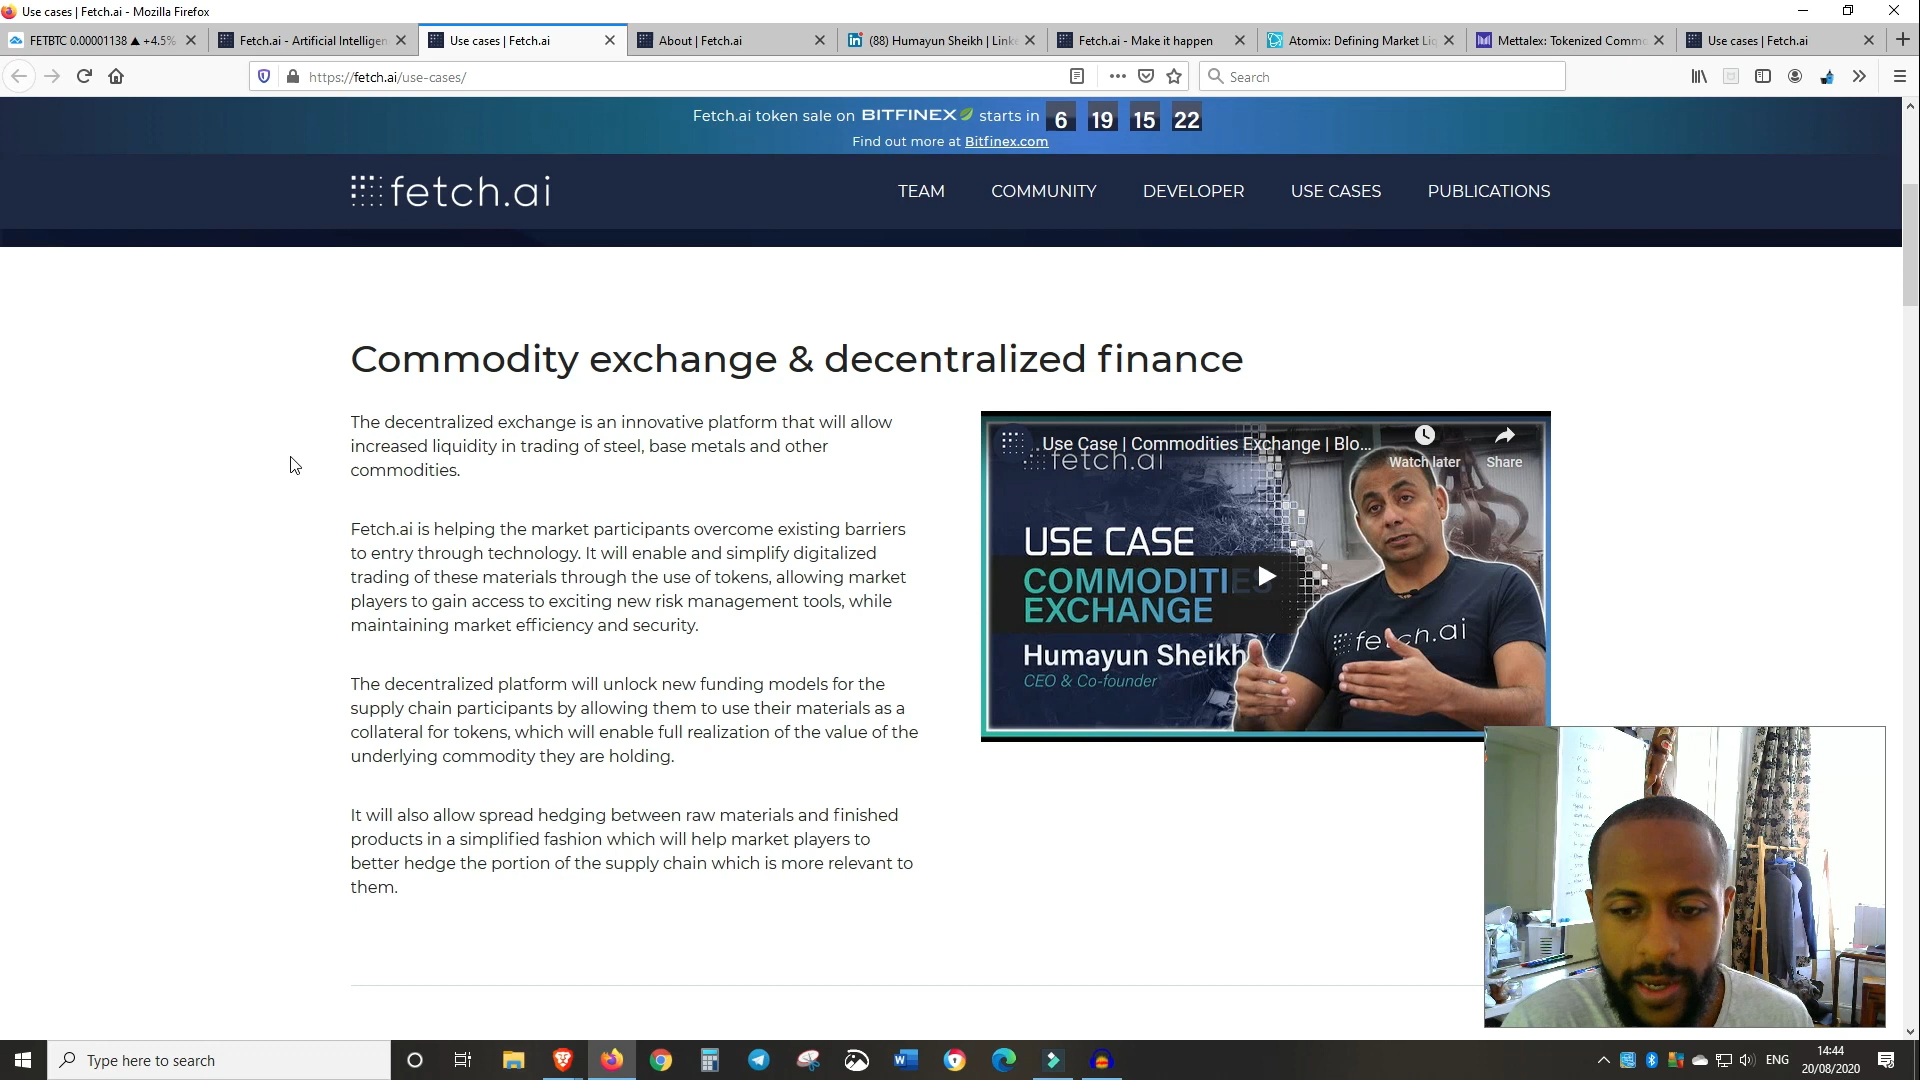 Use cases | Fetch.ai - Mozilla Firefox
FETBTC 0.00001138 ▲ +4.5%
Fetch.ai - Artificial Intelligen
Use cases | Fetch.ai
About | Fetch.ai
(88) Humayun Sheikh | Linke
Fetch.ai - Make it happen
Atomix: Defining Market Liq
Mettalex: Tokenized Commo
Use cases | Fetch.ai
https://fetch.ai/use-cases/
Search
Fetch.ai token sale on BITFINEX starts in 6 19 15 22
Find out more at Bitfinex.com
fetch.ai
TEAM
COMMUNITY
DEVELOPER
USE CASES
PUBLICATIONS
Commodity exchange & decentralized finance
The decentralized exchange is an innovative platform that will allow
increased liquidity in trading of steel, base metals and other
commodities.
Fetch.ai is helping the market participants overcome existing barriers
to entry through technology. It will enable and simplify digitalized
trading of these materials through the use of tokens, allowing market
players to gain access to exciting new risk management tools, while
maintaining market efficiency and security.
The decentralized platform will unlock new funding models for the
supply chain participants by allowing them to use their materials as a
collateral for tokens, which will enable full realization of the value of the
underlying commodity they are holding.
It will also allow spread hedging between raw materials and finished
products in a simplified fashion which will help market players to
better hedge the portion of the supply chain which is more relevant to
them.
Use Case | Commodities Exchange | Blo...
fetch.ai
Watch later
Share
USE CASE
COMMODITIES
EXCHANGE
Humayun Sheikh
CEO & Co-founder
fetch.ai
Type here to search
ENG
14:44
20/08/2020